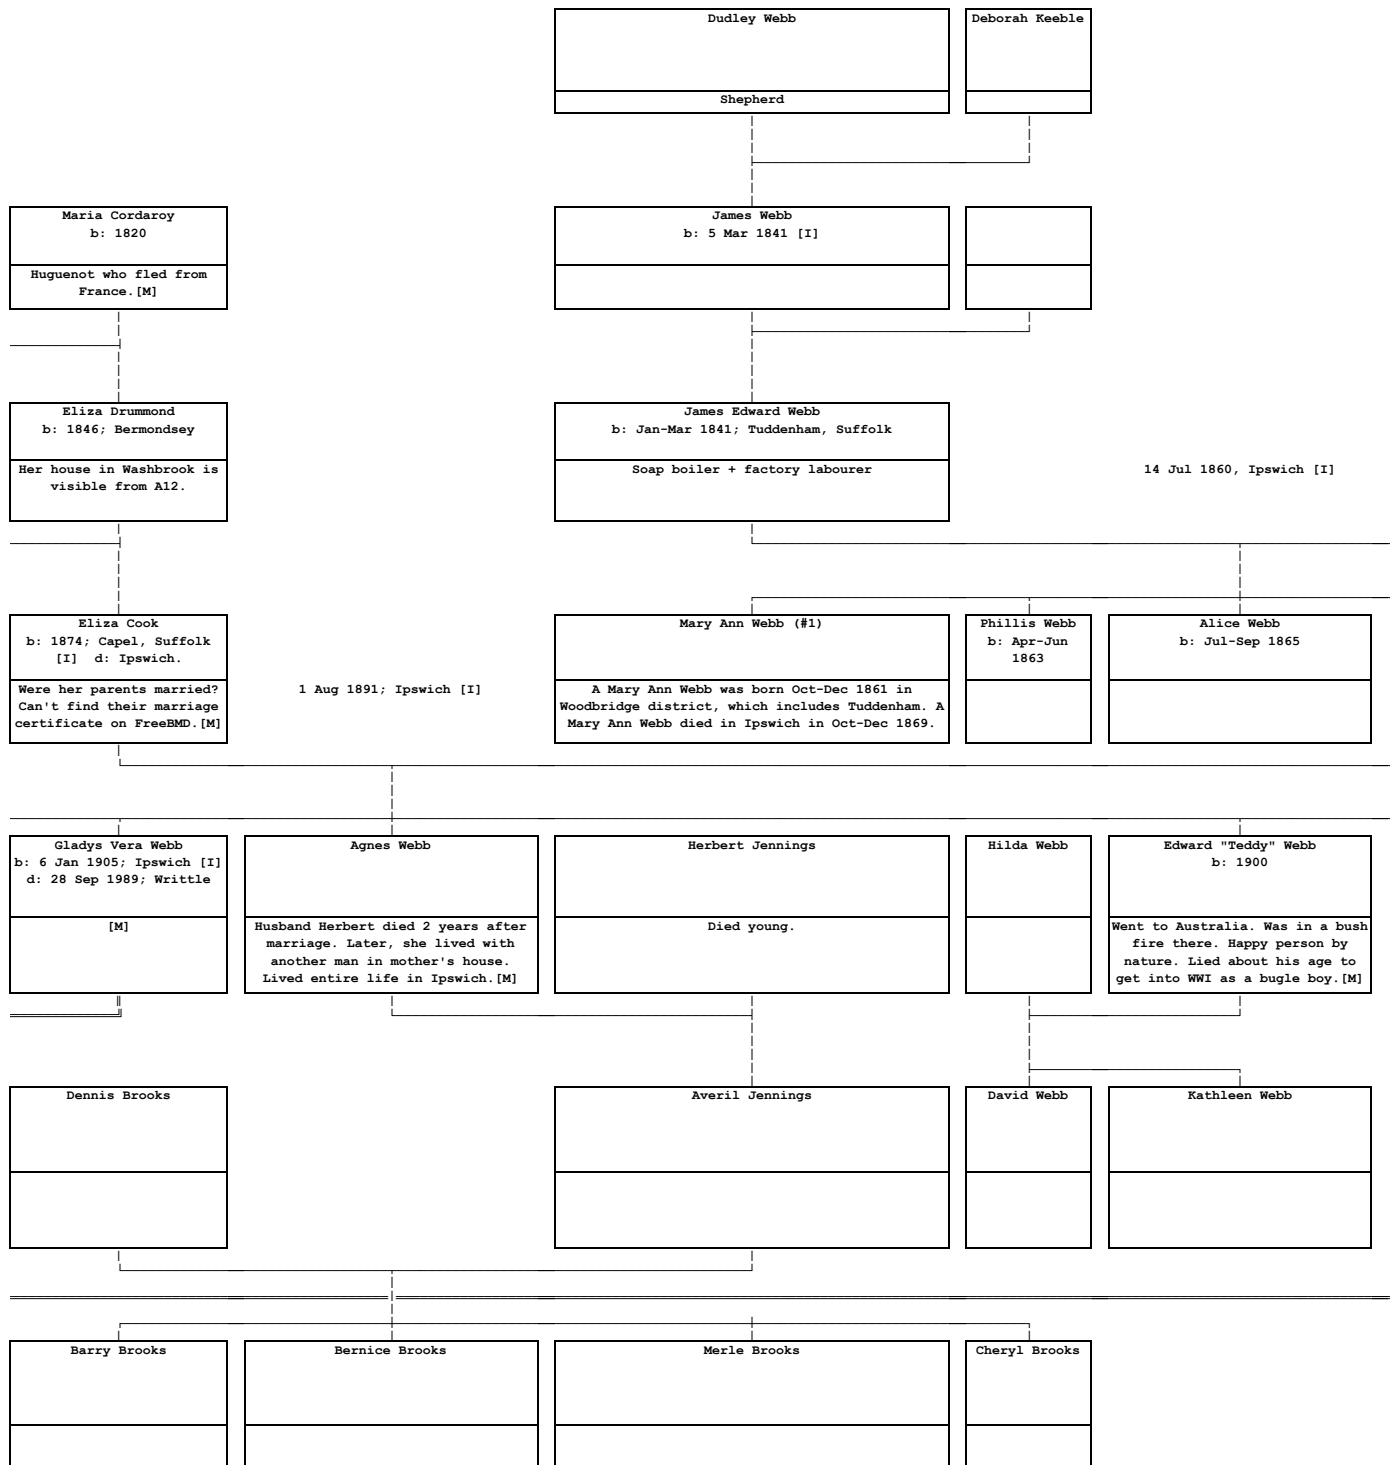 Dudley Webb
Shepherd
Deborah Keeble
Maria Cordaroy
b: 1820
Huguenot who fled from
France.[M]
James Webb
b: 5 Mar 1841 [I]
Eliza Drummond
b: 1846; Bermondsey
Her house in Washbrook is
visible from A12.
James Edward Webb
b: Jan-Mar 1841; Tuddenham, Suffolk
Soap boiler + factory labourer
14 Jul 1860, Ipswich [I]
Eliza Cook
b: 1874; Capel, Suffolk
[I]  d: Ipswich.
Were her parents married?
Can't find their marriage
certificate on FreeBMD.[M]
1 Aug 1891; Ipswich [I]
Mary Ann Webb (#1)
A Mary Ann Webb was born Oct-Dec 1861 in
Woodbridge district, which includes Tuddenham. A
Mary Ann Webb died in Ipswich in Oct-Dec 1869.
Phillis Webb
b: Apr-Jun
1863
Alice Webb
b: Jul-Sep 1865
Gladys Vera Webb
b: 6 Jan 1905; Ipswich [I]
d: 28 Sep 1989; Writtle
[M]
Agnes Webb
Husband Herbert died 2 years after
marriage. Later, she lived with
another man in mother's house.
Lived entire life in Ipswich.[M]
Herbert Jennings
Died young.
Hilda Webb
Edward "Teddy" Webb
b: 1900
Went to Australia. Was in a bush
fire there. Happy person by
nature. Lied about his age to
get into WWI as a bugle boy.[M]
Dennis Brooks
Averil Jennings
David Webb
Kathleen Webb
Barry Brooks
Bernice Brooks
Merle Brooks
Cheryl Brooks